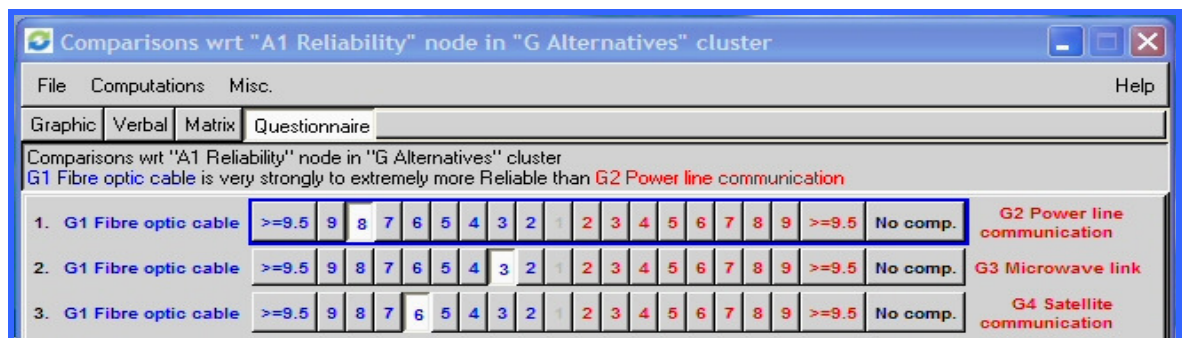 Comparisons wrt "A1 Reliability" node in "G Alternatives" cluster
File Computations Misc. Help
Graphic Verbal Matrix Questionnaire
Comparisons wrt "A1 Reliability" node in "G Alternatives" cluster
G1 Fibre optic cable is very strongly to extremely more Reliable than G2 Power line communication
1. G1 Fibre optic cable >=9.5 9 8 7 6 5 4 3 2 1 2 3 4 5 6 7 8 9 >=9.5 No comp. G2 Power line
communication
2. G1 Fibre optic cable >=9.5 9 8 7 6 5 4 3 2 1 2 3 4 5 6 7 8 9 >=9.5 No comp. G3 Microwave link
3. G1 Fibre optic cable >=9.5 9 8 7 6 5 4 3 2 1 2 3 4 5 6 7 8 9 >=9.5 No comp. G4 Satellite
communication